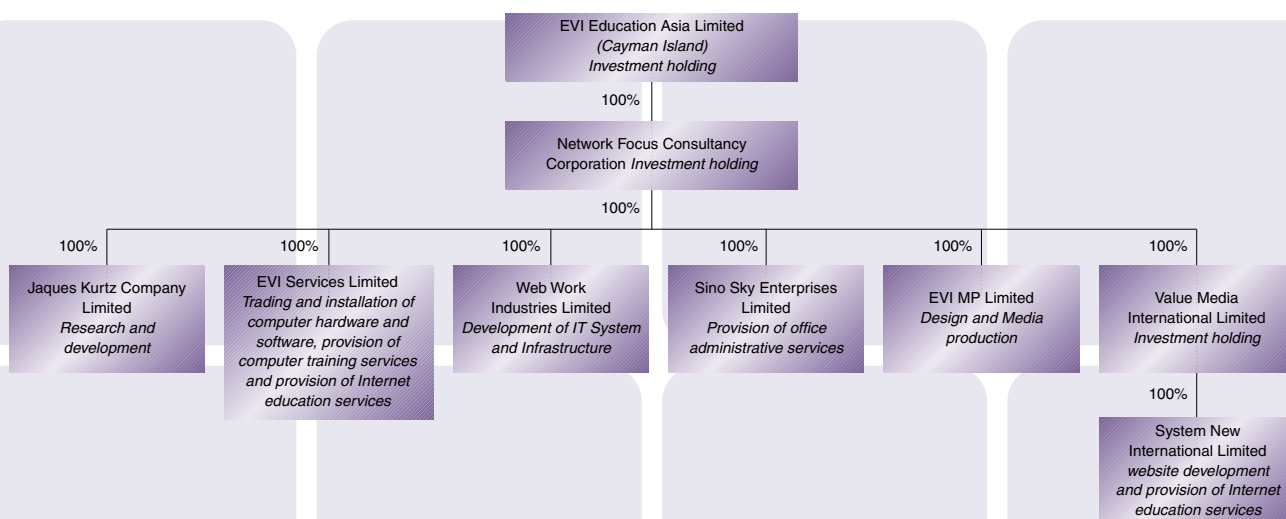 EVI Education Asia Limited
(Cayman Island)
Investment holding
100%
Network Focus Consultancy
Corporation Investment holding
100%
100%
100%
100%
100%
100%
100%
Jaques Kurtz Company
Limited
Research and
development
EVI Services Limited
Trading and installation of
computer hardware and
software, provision of
computer training services
and provision of Internet
education services
Web Work
Industries Limited
Development of IT System
and Infrastructure
Sino Sky Enterprises
Limited
Provision of office
administrative services
EVI MP Limited
Design and Media
production
Value Media
International Limited
Investment holding
100%
System New
International Limited
website development
and provision of Internet
education services